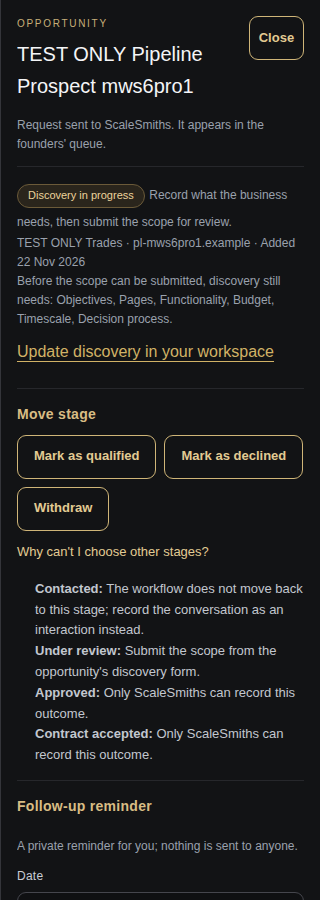 OPPORTUNITY
Close
TEST ONLY Pipeline
Prospect mws6pro1
Request sent to ScaleSmiths. It appears in the
founders' queue.
Discovery in progress Record what the business
needs, then submit the scope for review.
TEST ONLY Trades · pl-mws6pro1.example · Added
22 Nov 2026
Before the scope can be submitted, discovery still
needs: Objectives, Pages, Functionality, Budget,
Timescale, Decision process.
Update discovery in your workspace
Move stage
Mark as qualified Mark as declined
Withdraw
Why can't I choose other stages?
Contacted: The workflow does not move back
to this stage; record the conversation as an
interaction instead.
Under review: Submit the scope from the
opportunity's discovery form.
Approved: Only ScaleSmiths can record this
outcome.
Contract accepted: Only ScaleSmiths can
record this outcome.
Follow-up reminder
A private reminder for you; nothing is sent to anyone.
Date